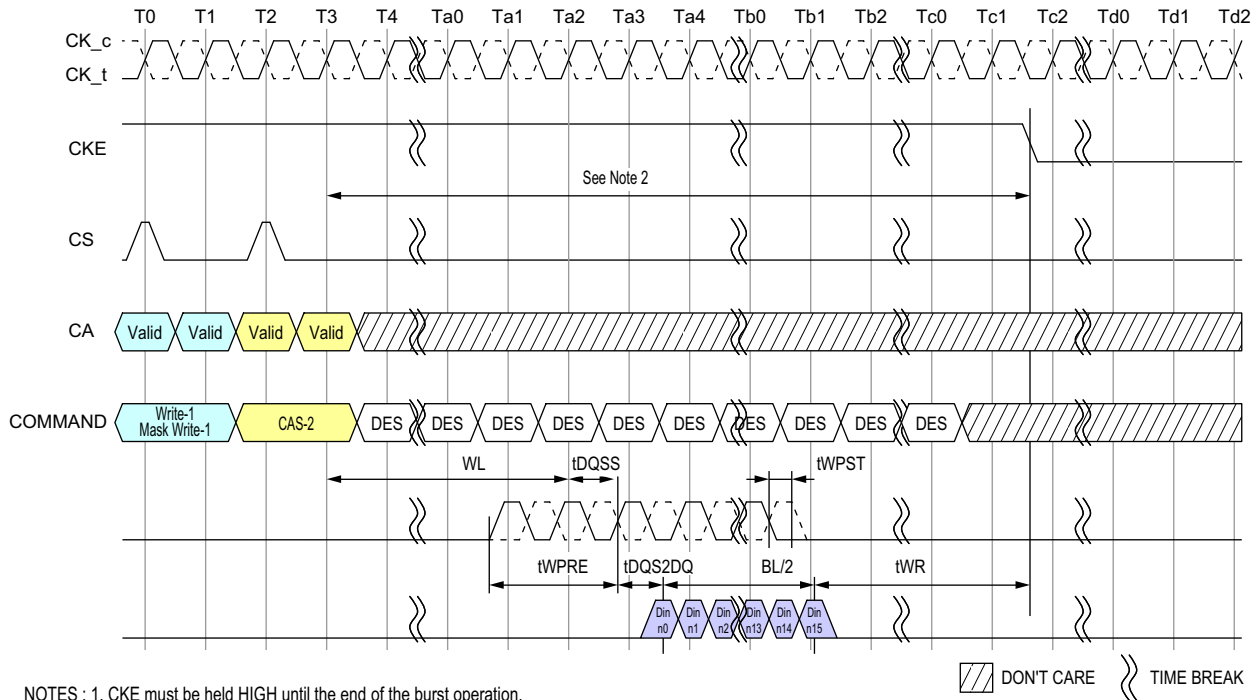 T0 T1 T2 T3 T4 Ta0 Ta1 Ta2 Ta3 Ta4 Tb0 Tb1 Tb2 Tc0 Tc1 Tc2 Td0 Td1 Td2
CK_c
CK_t
CKE
See Note 2
CS
CA Valid Valid Valid Valid
COMMAND Write-1 Mask Write-1 CAS-2 DES DES DES DES DES DES DES DES DES DES
WL tDQSS tWPST
tWPRE tDQS2DQ BL/2 tWR
Din n0 Din n1 Din n2 Din n13 Din n14 Din n15
DON'T CARE TIME BREAK
NOTES : 1. CKE must be held HIGH until the end of the burst operation.